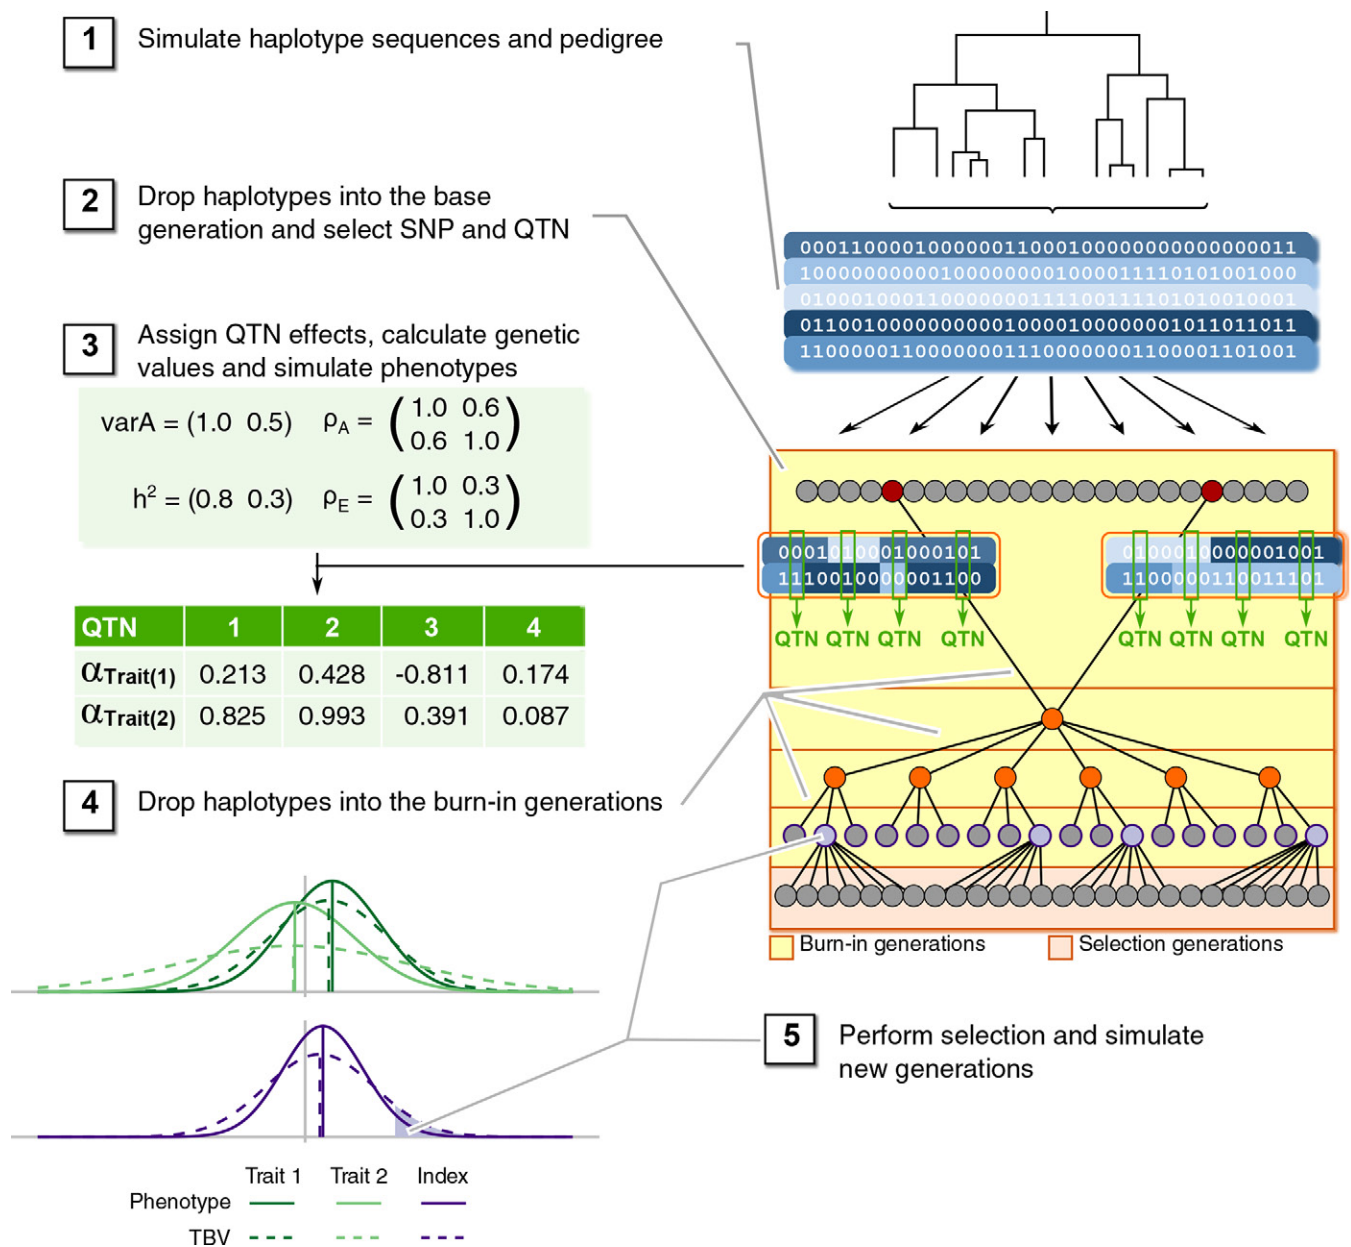 1
Simulate haplotype sequences and pedigree
2
Drop haplotypes into the base
generation and select SNP and QTN
000110000100000011000100000000000000011
100000000001000000001000011110101001000
010001000110000000111100111101010010001
011001000000000010000100000001011011011
1100000110000000111000000001100001101001
3
Assign QTN effects, calculate genetic
values and simulate phenotypes
varA = (1.0 0.5) ρA = (1.0 0.6
0.6 1.0)
h² = (0.8 0.3) ρE = (1.0 0.3
0.3 1.0)
0001010001000101
1110010000001100
0100010000001001
1100000110011101
QTN QTN QTN QTN
QTN QTN QTN QTN
QTN 1 2 3 4
αTrait(1) 0.213 0.428 -0.811 0.174
αTrait(2) 0.825 0.993 0.391 0.087
4
Drop haplotypes into the burn-in generations
Burn-in generations
Selection generations
5
Perform selection and simulate
new generations
Trait 1 Trait 2 Index
Phenotype
TBV